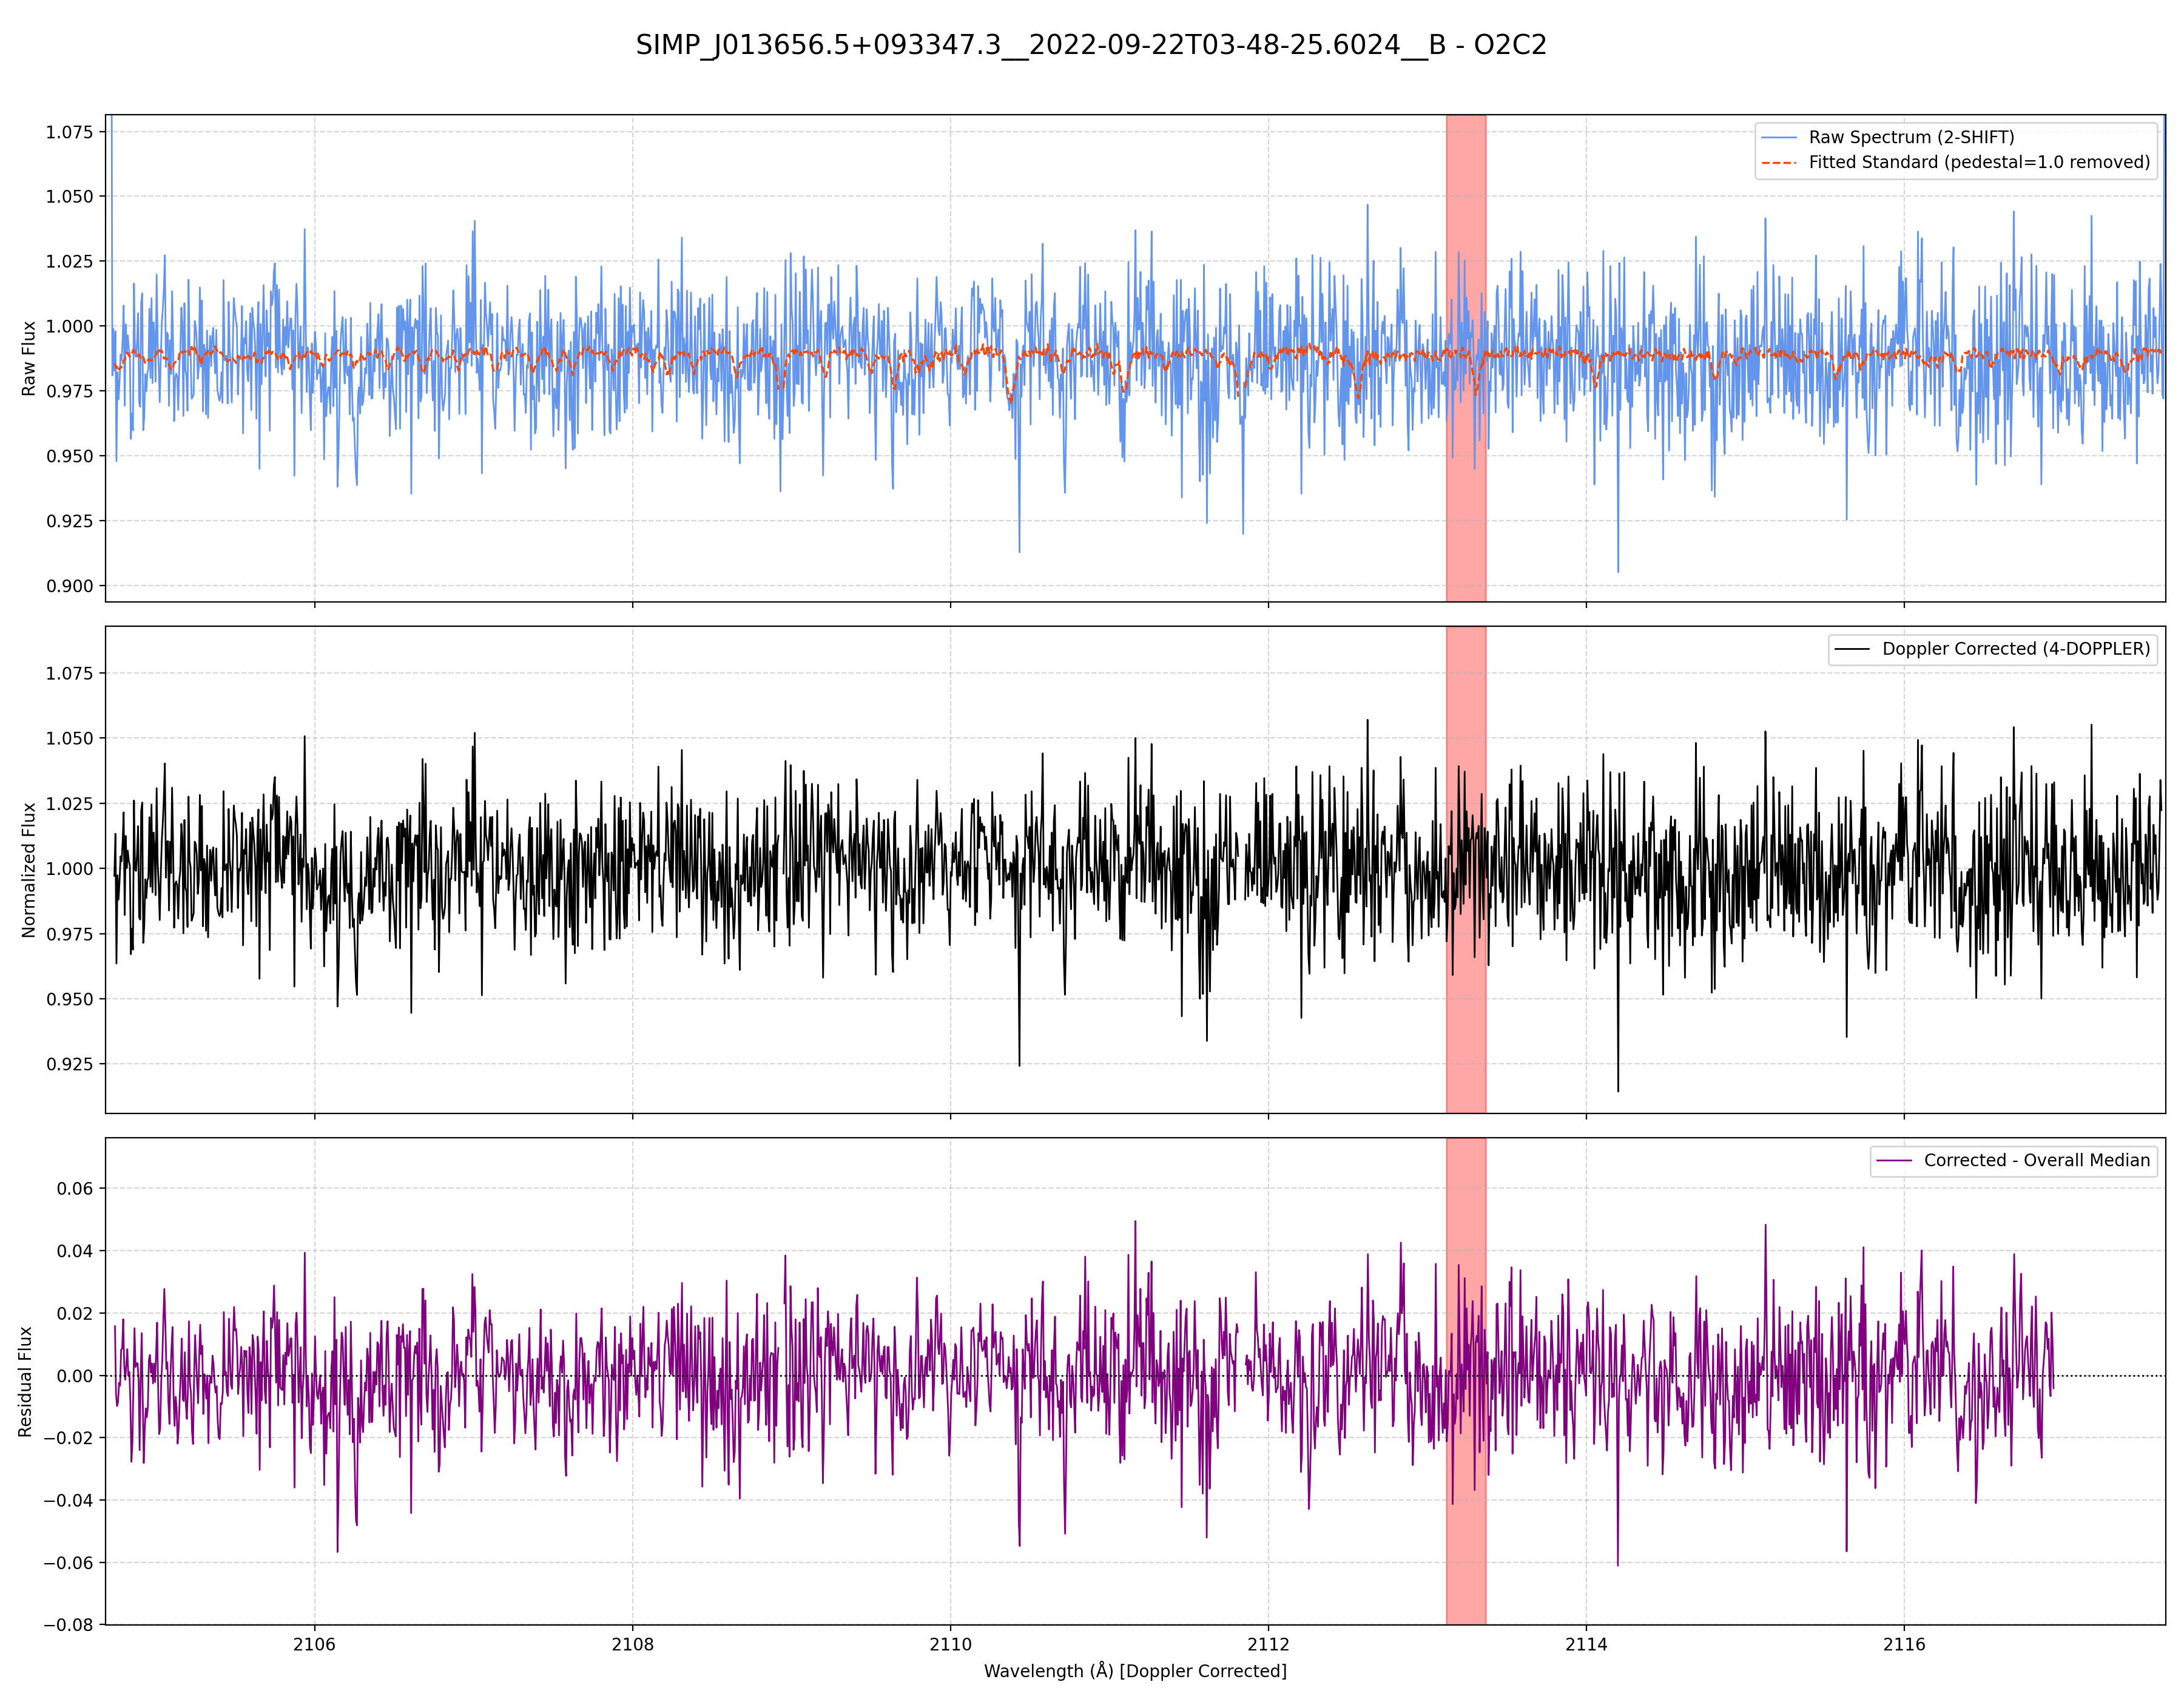 SIMP_J013656.5+093347.3__2022-09-22T03-48-25.6024__B - O2C2
Raw Flux
1.075
1.050
1.025
1.000
0.975
0.950
0.925
0.900
Raw Spectrum (2-SHIFT)
Fitted Standard (pedestal=1.0 removed)
Normalized Flux
1.075
1.050
1.025
1.000
0.975
0.950
0.925
Doppler Corrected (4-DOPPLER)
Residual Flux
0.06
0.04
0.02
0.00
−0.02
−0.04
−0.06
−0.08
Corrected - Overall Median
2106 2108 2110 2112 2114 2116
Wavelength (Å) [Doppler Corrected]